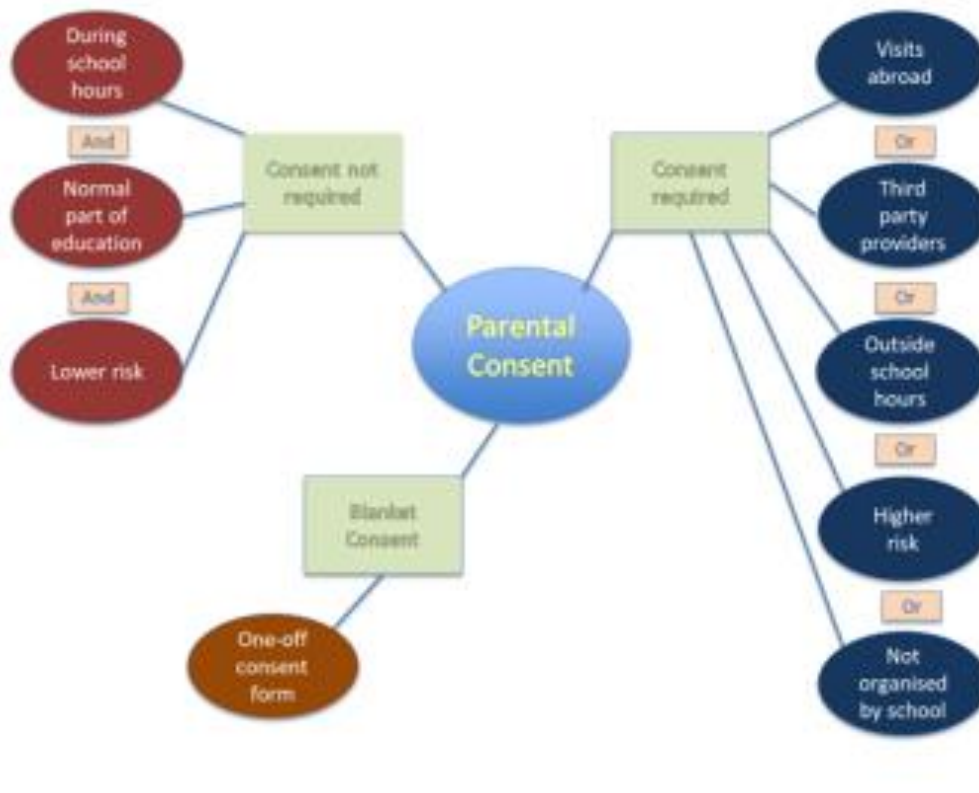 During
school
hours
And
Normal
part of
education
And
Lower risk
Consent not
required
Parental
Consent
Blanket
Consent
One-off
consent
form
Consent
required
Visits
abroad
Or
Third
party
providers
Or
Outside
school
hours
Or
Higher
risk
Or
Not
organised
by school